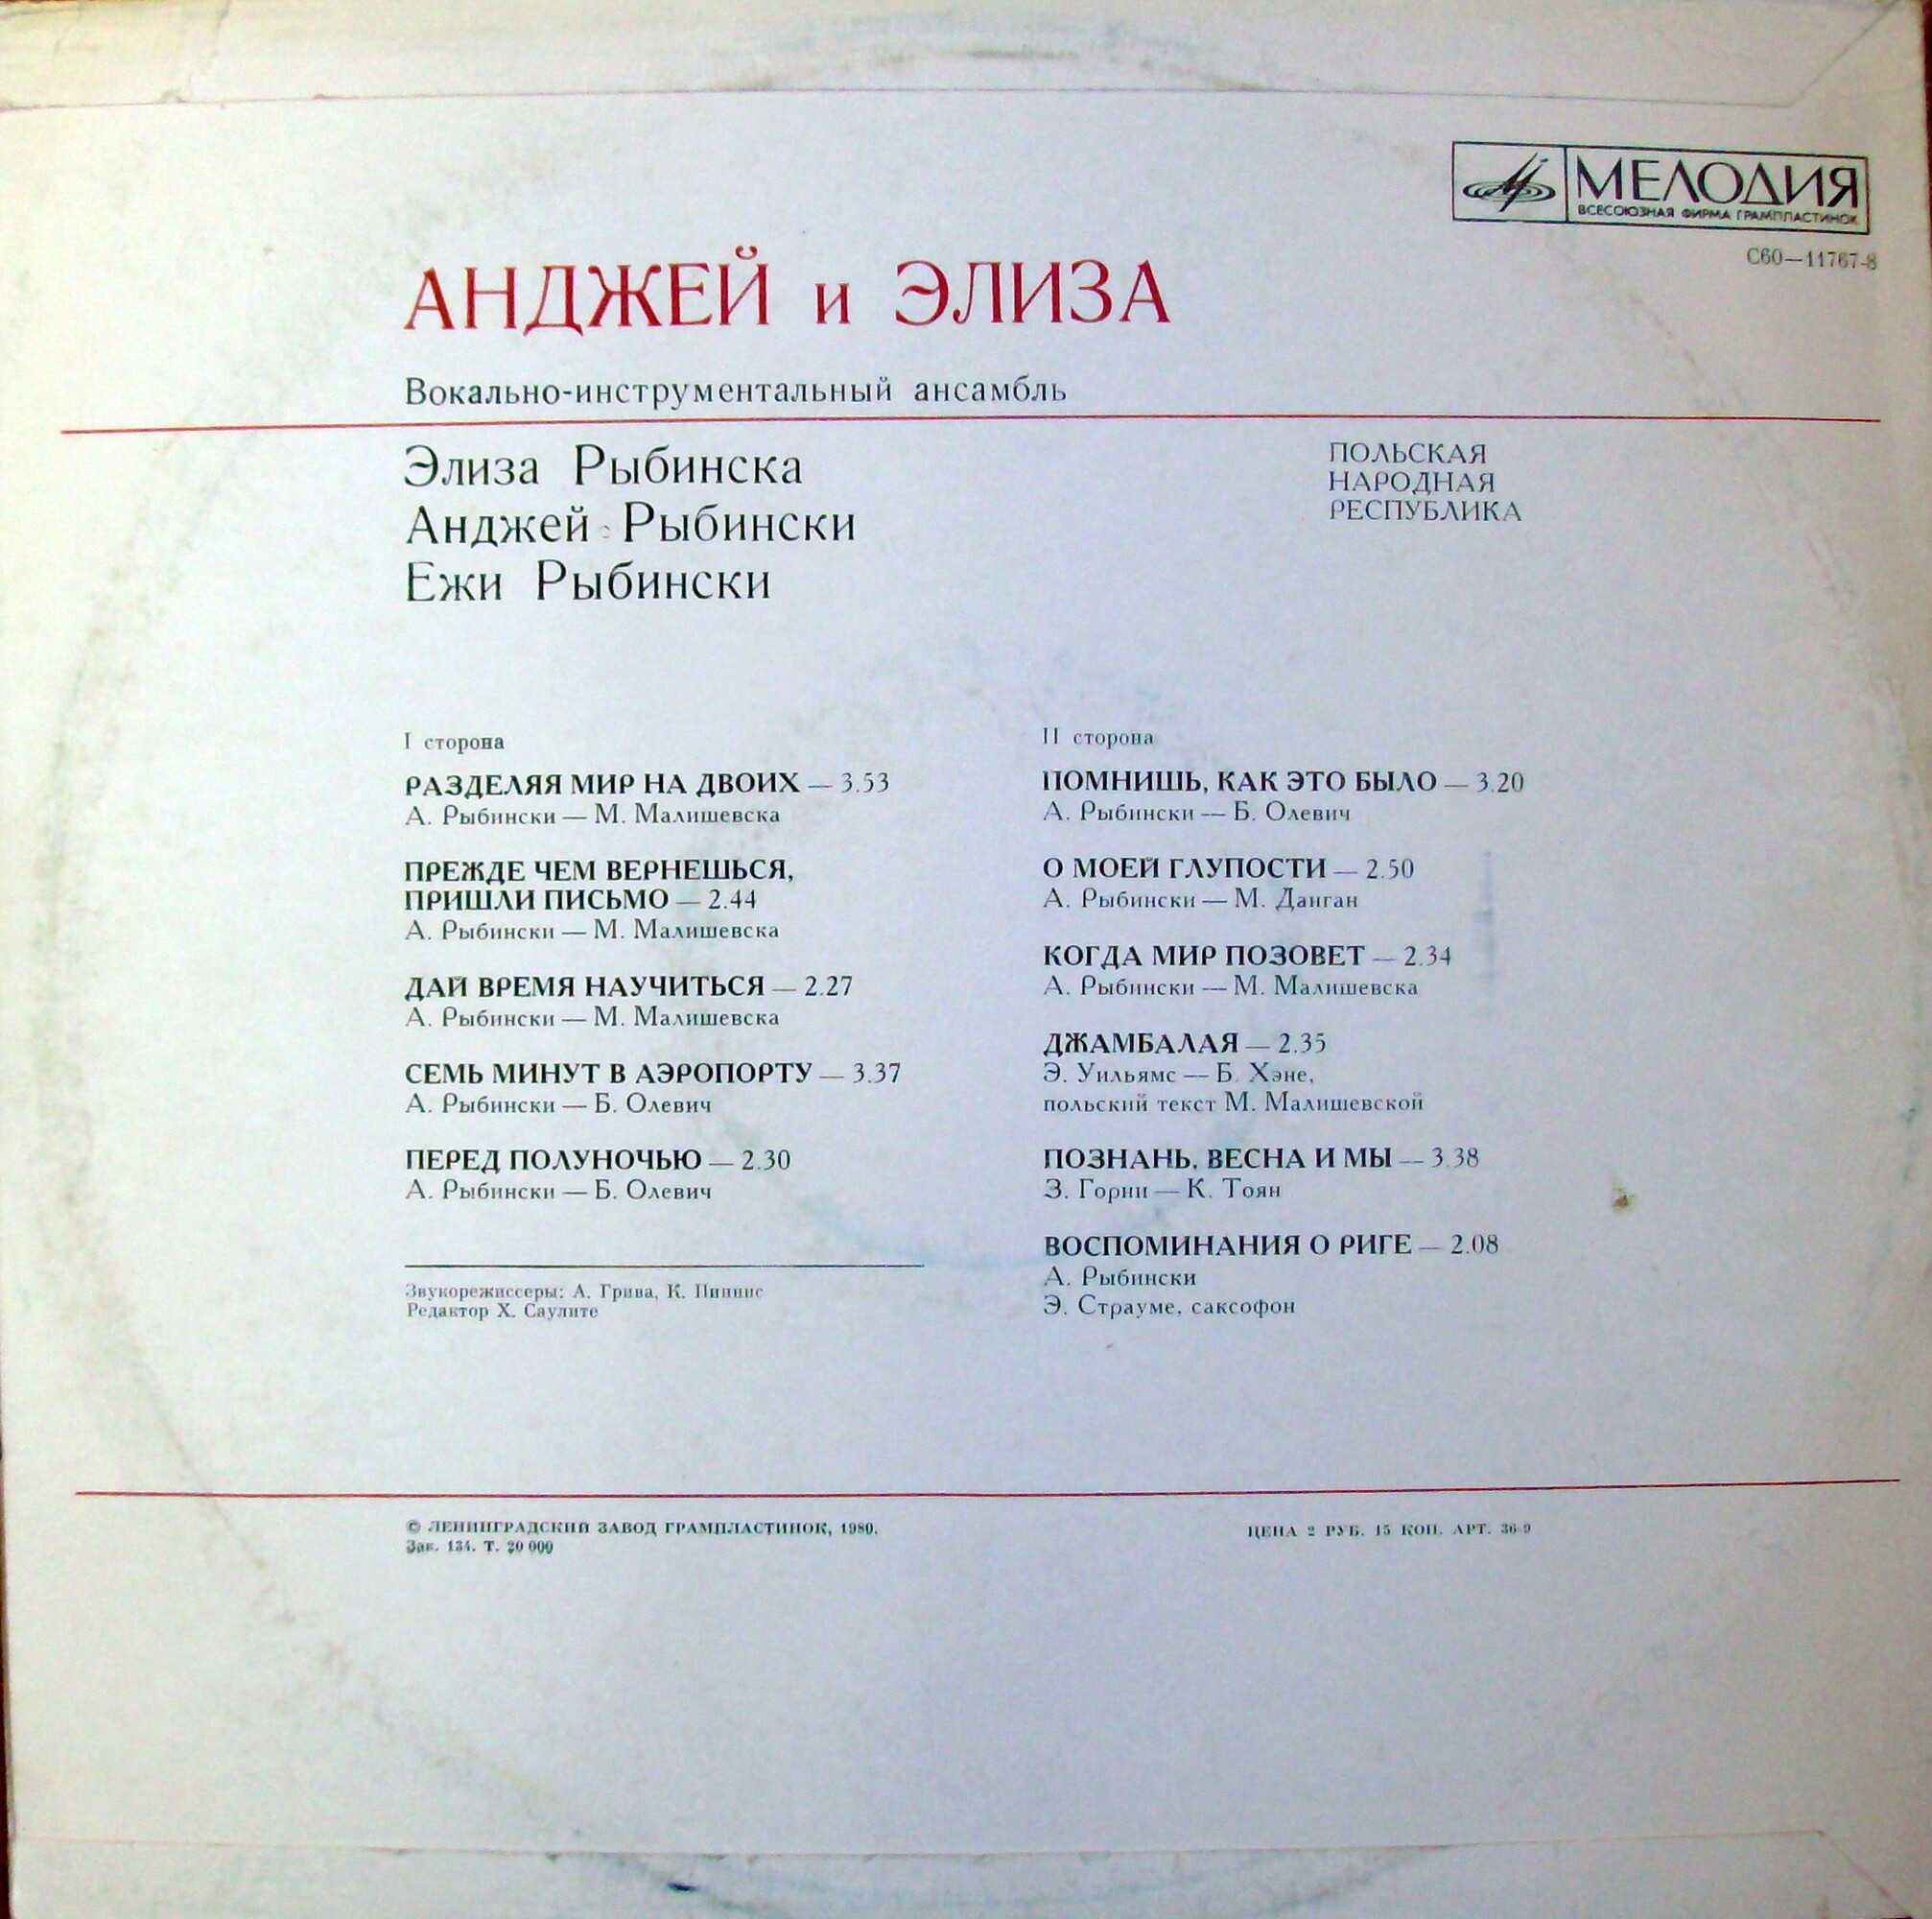 МЕЛОДИЯ
ВСЕСОЮЗНАЯ ФИРМА ГРАМПЛАСТИНОК
С60—11767-8
АНДЖЕЙ и ЭЛИЗА
Вокально-инструментальный ансамбль
Элиза Рыбинска
Анджей Рыбински
Ежи Рыбински
ПОЛЬСКАЯ
НАРОДНАЯ
РЕСПУБЛИКА
I сторона
РАЗДЕЛЯЯ МИР НА ДВОИХ — 3.53
А. Рыбински — М. Малишевска
ПРЕЖДЕ ЧЕМ ВЕРНЕШЬСЯ,
ПРИШЛИ ПИСЬМО — 2.44
А. Рыбински — М. Малишевска
ДАЙ ВРЕМЯ НАУЧИТЬСЯ — 2.27
А. Рыбински — М. Малишевска
СЕМЬ МИНУТ В АЭРОПОРТУ — 3.37
А. Рыбински — Б. Олевич
ПЕРЕД ПОЛУНОЧЬЮ — 2.30
А. Рыбински — Б. Олевич
Звукорежиссеры: А. Грива, К. Пинние
Редактор Х. Саулите
II сторона
ПОМНИШЬ, КАК ЭТО БЫЛО — 3.20
А. Рыбински — Б. Олевич
О МОЕЙ ГЛУПОСТИ — 2.50
А. Рыбински — М. Данган
КОГДА МИР ПОЗОВЕТ — 2.34
А. Рыбински — М. Малишевска
ДЖАМБАЛАЯ — 2.35
Э. Уильямс — Б. Хэне,
польский текст М. Малишевской
ПОЗНАНЬ, ВЕСНА И МЫ — 3.38
З. Горни — К. Тоян
ВОСПОМИНАНИЯ О РИГЕ — 2.08
А. Рыбински
Э. Страуме, саксофон
© ЛЕНИНГРАДСКИЙ ЗАВОД ГРАМПЛАСТИНОК, 1980.
Зак. 134. Т. 20 000
ЦЕНА 2 РУБ. 15 КОП. АРТ. 36-9